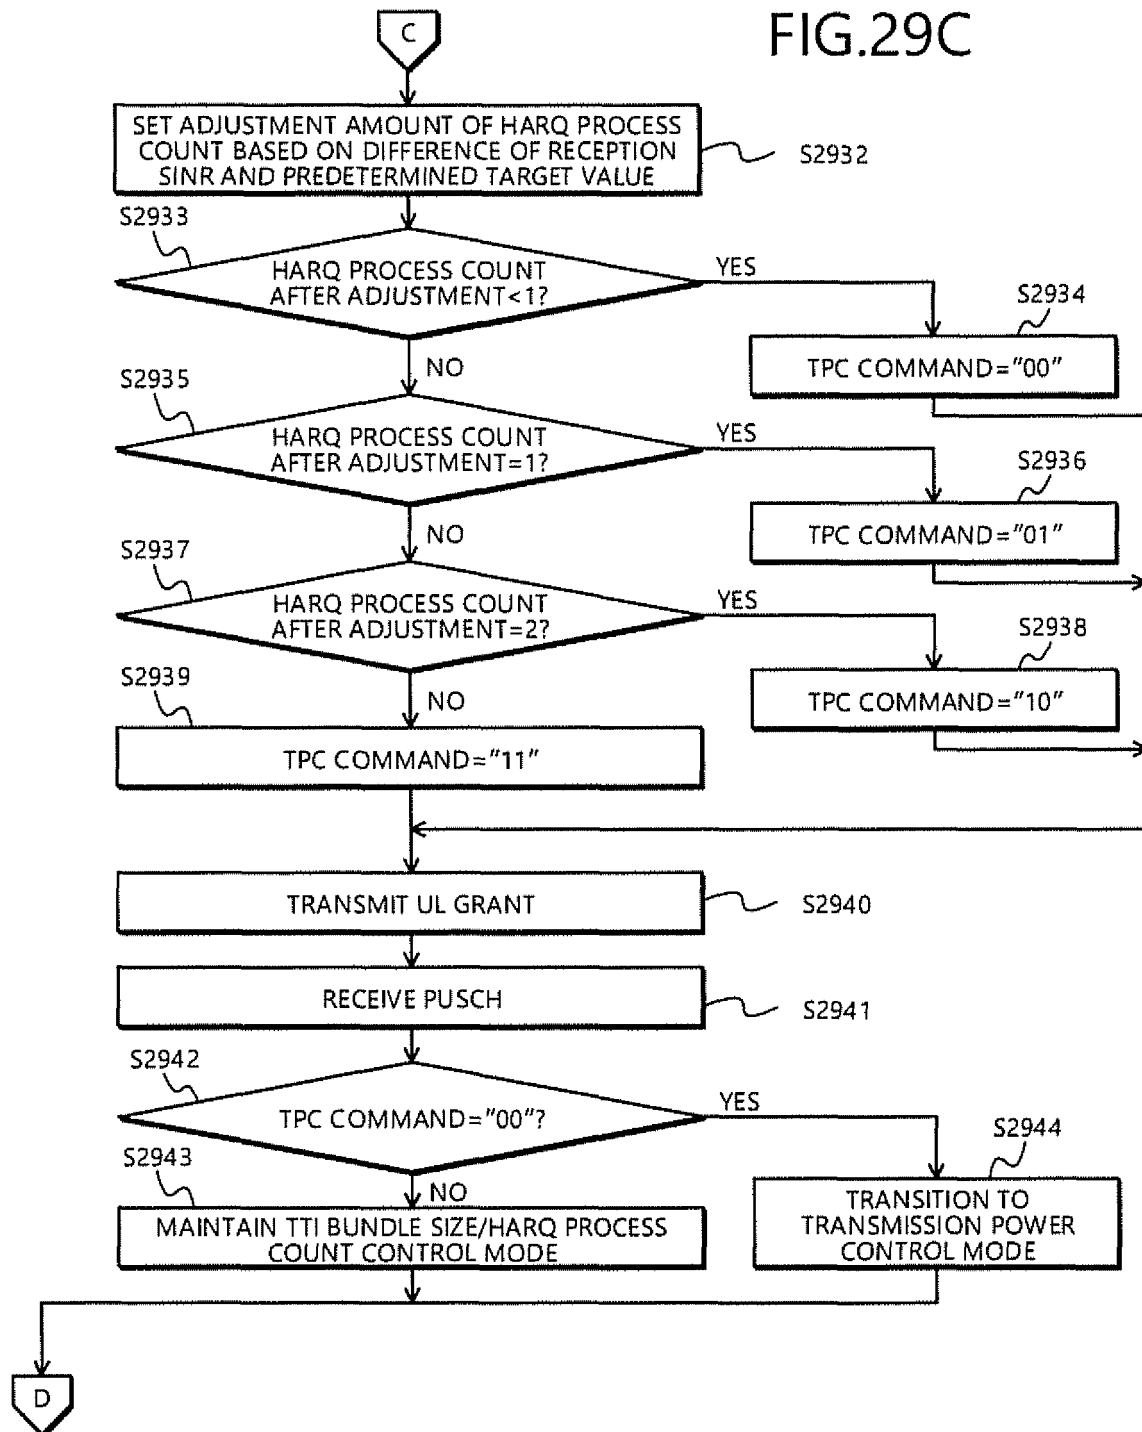 FIG.29C
C
SET ADJUSTMENT AMOUNT OF HARQ PROCESS
COUNT BASED ON DIFFERENCE OF RECEPTION
SINR AND PREDETERMINED TARGET VALUE
S2932
S2933
HARQ PROCESS COUNT
AFTER ADJUSTMENT<1?
YES
NO
S2934
TPC COMMAND="00"
S2935
HARQ PROCESS COUNT
AFTER ADJUSTMENT=1?
YES
NO
S2936
TPC COMMAND="01"
S2937
HARQ PROCESS COUNT
AFTER ADJUSTMENT=2?
YES
NO
S2938
TPC COMMAND="10"
S2939
TPC COMMAND="11"
TRANSMIT UL GRANT
S2940
RECEIVE PUSCH
S2941
S2942
TPC COMMAND="00"?
YES
NO
S2943
MAINTAIN TTI BUNDLE SIZE/HARQ PROCESS
COUNT CONTROL MODE
S2944
TRANSITION TO
TRANSMISSION POWER
CONTROL MODE
D